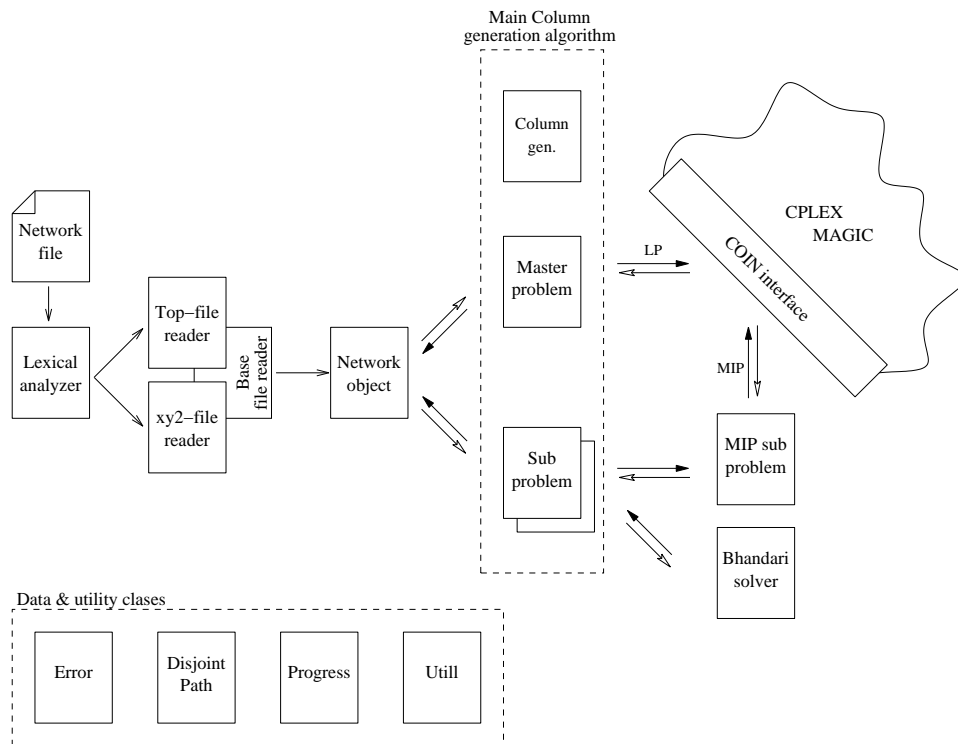 Main Column
generation algorithm
Column
gen.
Network
file
Lexical
analyzer
Top−file
reader
xy2−file
reader
Base
file reader
Network
object
Master
problem
Sub
problem
LP
CPLEX
MAGIC
COIN interface
MIP
MIP sub
problem
Bhandari
solver
Data & utility clases
Error
Disjoint
Path
Progress
Utill